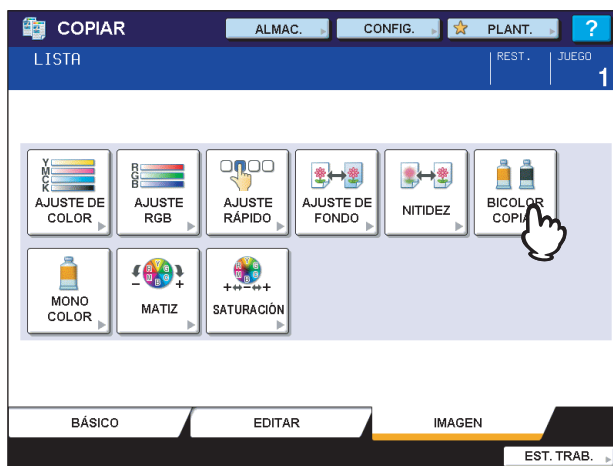 COPIAR
ALMAC.
CONFIG.
PLANT.
?
LISTA
REST.
JUEGO
1
Y
M
C
K
AJUSTE DE
COLOR
R
G
B
AJUSTE
RGB
AJUSTE
RÁPIDO
AJUSTE DE
FONDO
NITIDEZ
BICOLOR
COPIA
MONO
COLOR
MATIZ
SATURACIÓN
BÁSICO
EDITAR
IMAGEN
EST. TRAB.